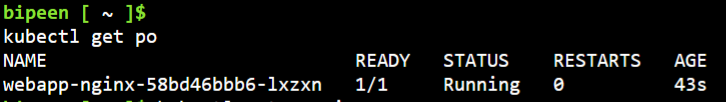 bipeen [ ~ ]$
kubectl get po
NAME READY STATUS RESTARTS AGE
webapp-nginx-58bd46bbb6-lxzxn 1/1 Running 0 43s